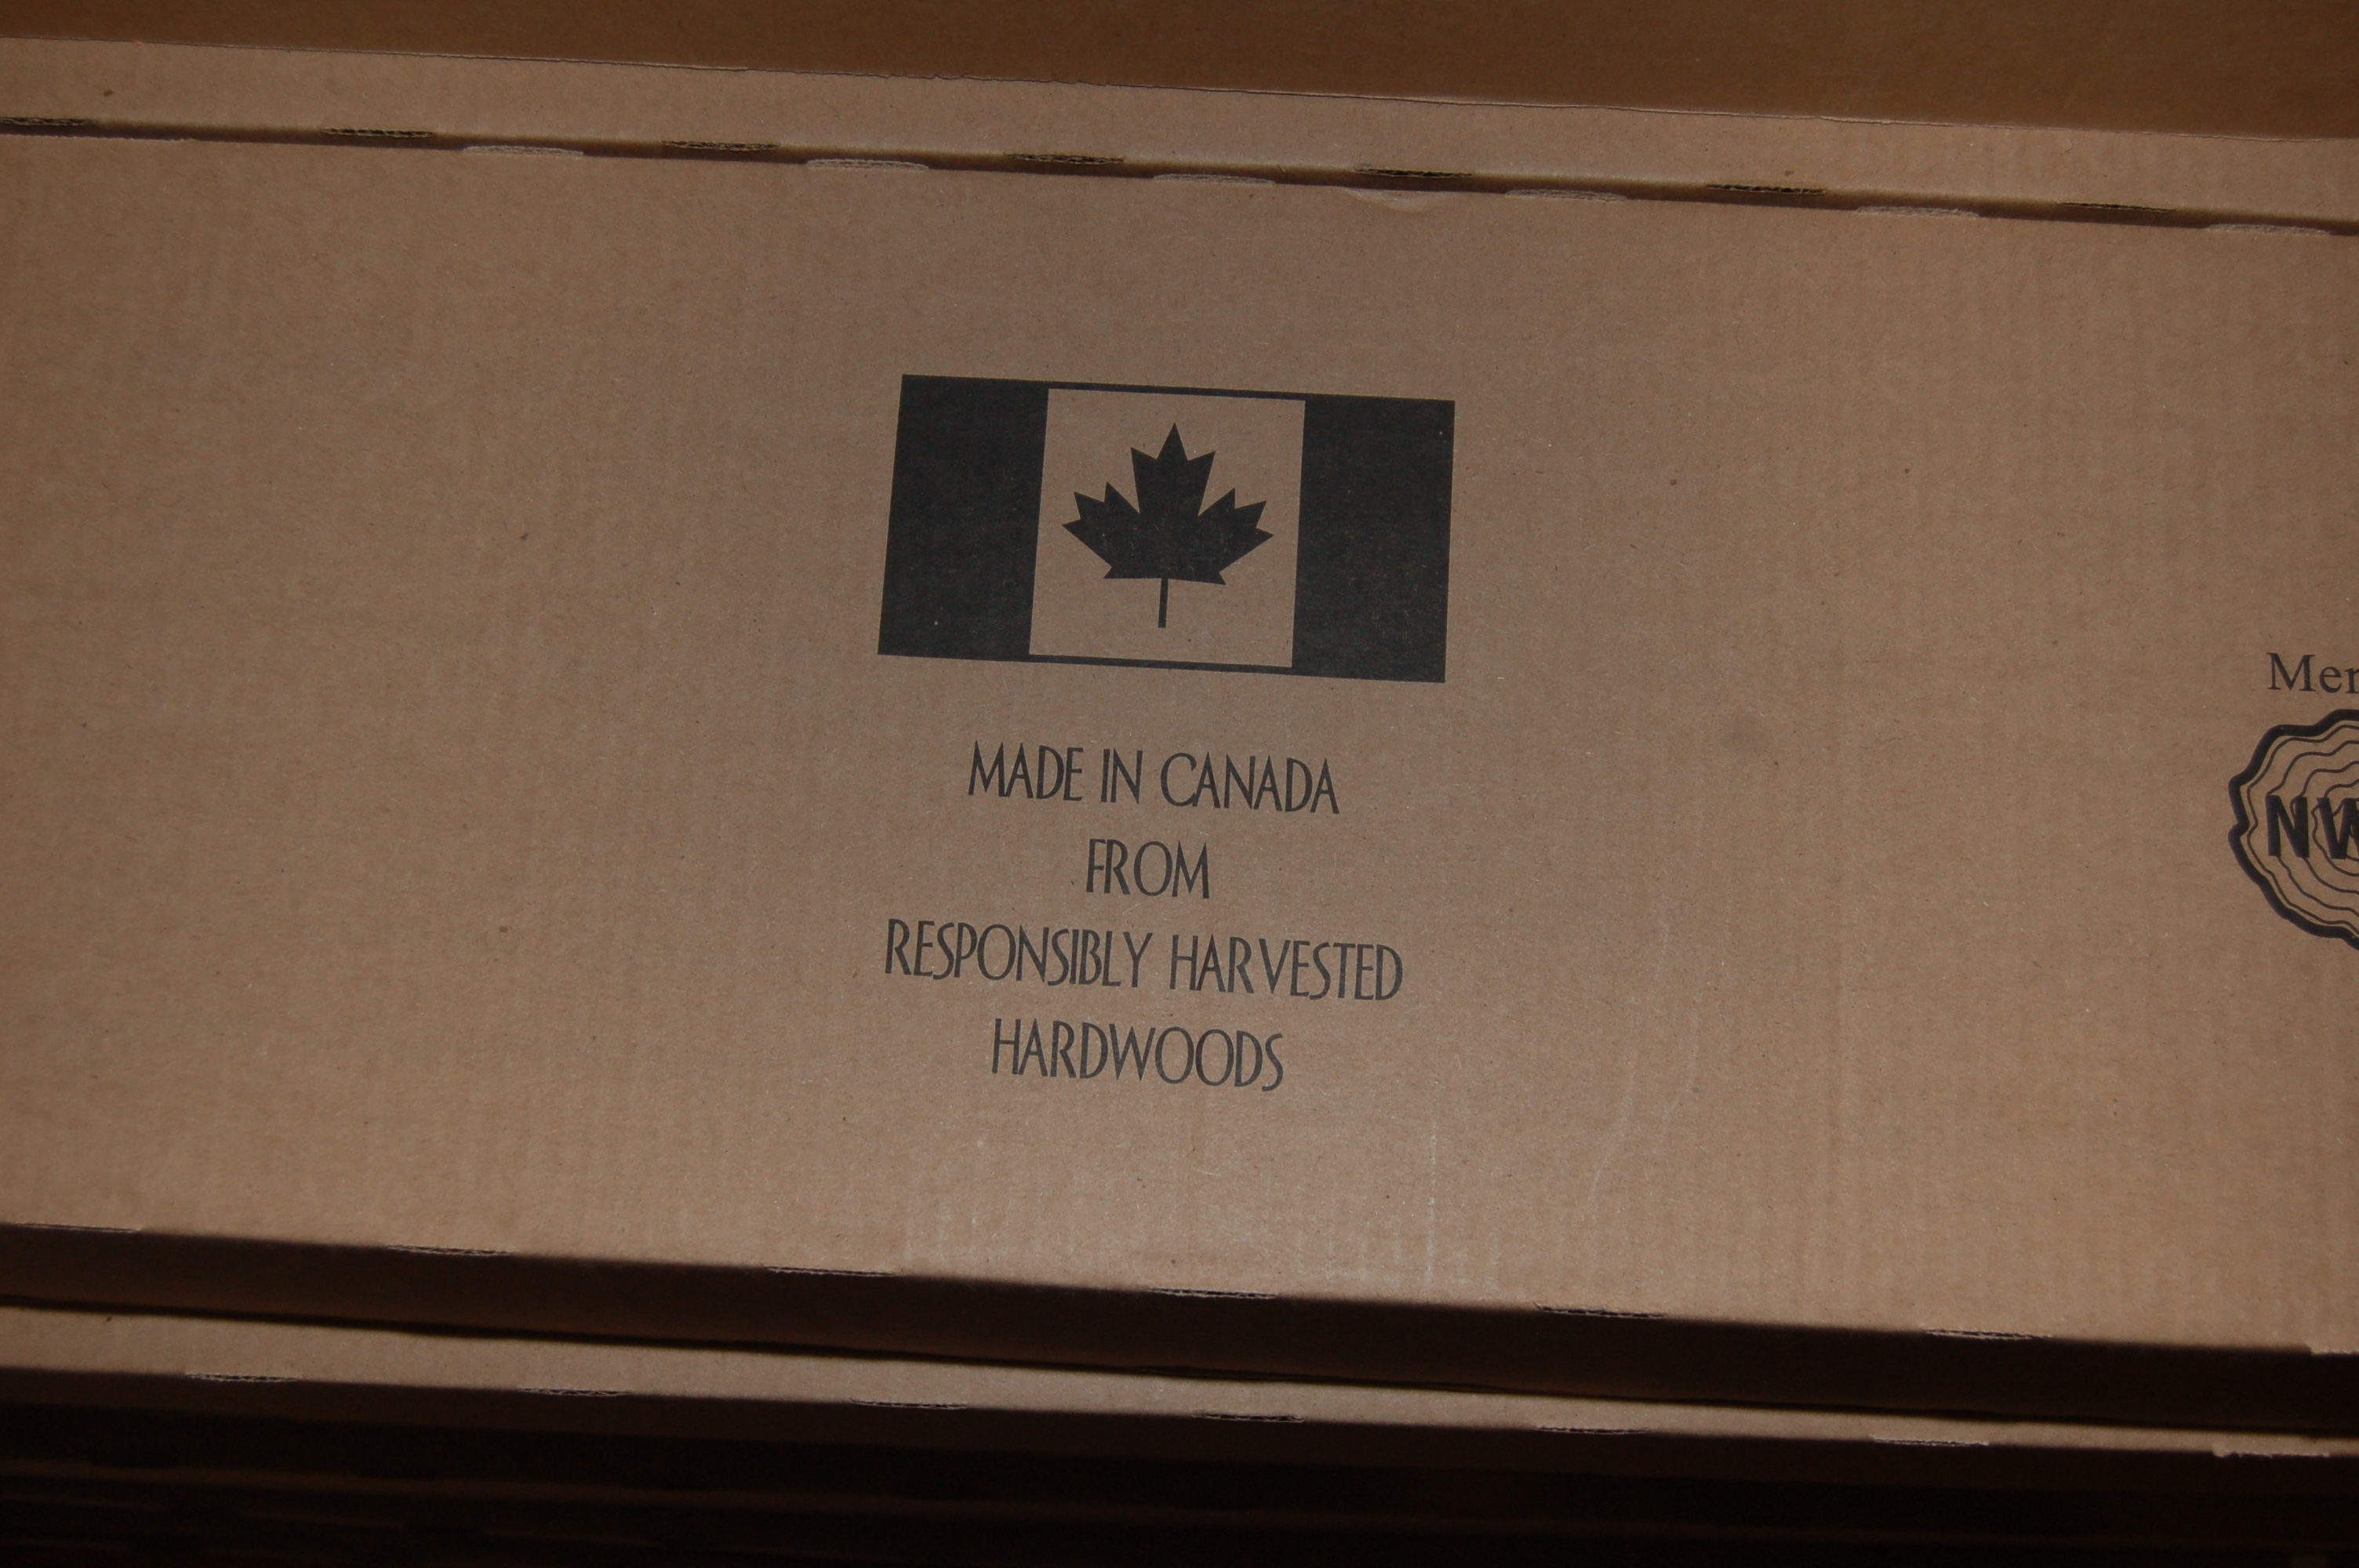 MADE IN CANADA
FROM
RESPONSIBLY HARVESTED
HARDWOODS